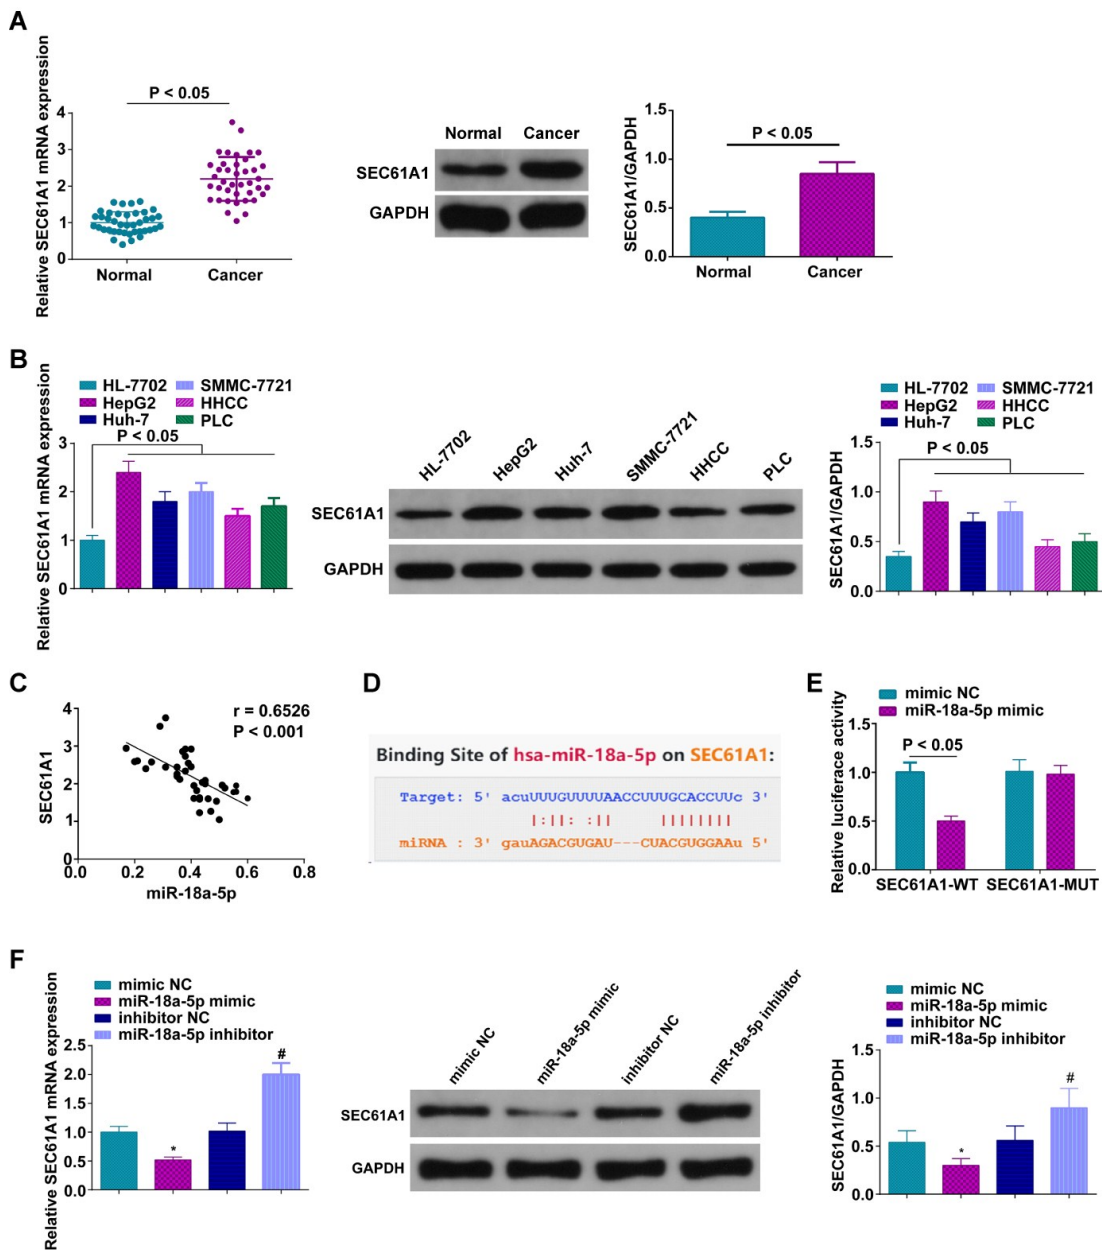 A
Relative SEC61A1 mRNA expression
P < 0.05
4
3
2
1
0
Normal
Cancer
Normal Cancer
SEC61A1
GAPDH
SEC61A1/GAPDH
P < 0.05
1.5
1.0
0.5
0.0
Normal
Cancer
B
Relative SEC61A1 mRNA expression
HL-7702 SMMC-7721
HepG2 HHCC
Huh-7 PLC
P < 0.05
3
2
1
0
HL-7702
HepG2
Huh-7
SMMC-7721
HHCC
PLC
SEC61A1
GAPDH
SEC61A1/GAPDH
HL-7702 SMMC-7721
HepG2 HHCC
Huh-7 PLC
P < 0.05
1.5
1.0
0.5
0.0
C
SEC61A1
4
3
2
1
0
r = 0.6526
P < 0.001
0.0 0.2 0.4 0.6 0.8
miR-18a-5p
D
Binding Site of hsa-miR-18a-5p on SEC61A1:
Target: 5' acuUUUGUUUUAACCUUUGCACCUUc 3'
|:||: :|| ||||||||
miRNA : 3' gauAGACGUGAU---CUACGUGGAAu 5'
E
mimic NC
miR-18a-5p mimic
Relative luciferace activity
P < 0.05
1.5
1.0
0.5
0.0
SEC61A1-WT SEC61A1-MUT
F
Relative SEC61A1 mRNA expression
mimic NC
miR-18a-5p mimic
inhibitor NC
miR-18a-5p inhibitor
2.5
2.0
1.5
1.0
0.5
0.0
*
#
mimic NC
miR-18a-5p mimic
inhibitor NC
miR-18a-5p inhibitor
SEC61A1
GAPDH
SEC61A1/GAPDH
mimic NC
miR-18a-5p mimic
inhibitor NC
miR-18a-5p inhibitor
1.5
1.0
0.5
0.0
*
#